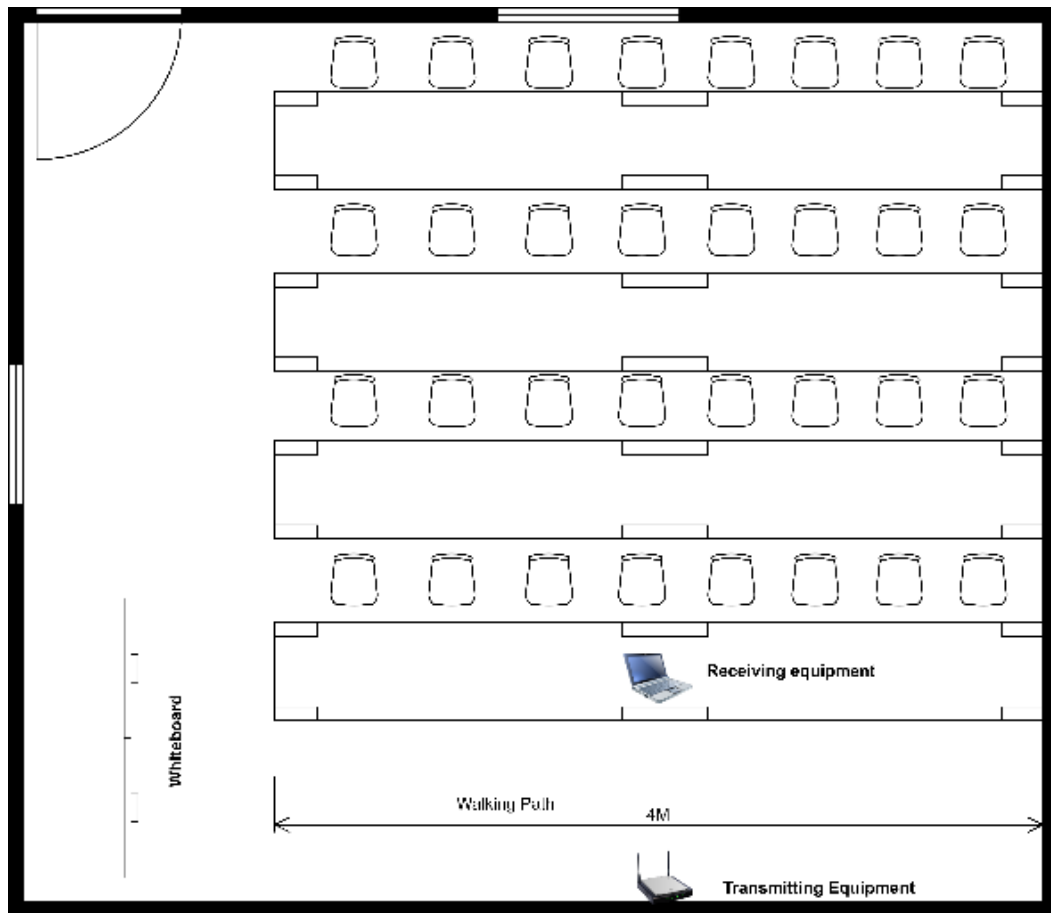 Receiving equipment
Whiteboard
Walking Path
4M
Transmitting Equipment